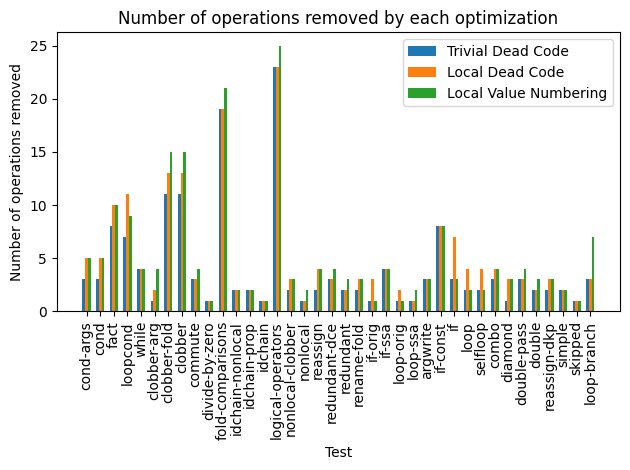 Number of operations removed by each optimization
Number of operations removed
25
20
15
10
5
0
Trivial Dead Code
Local Dead Code
Local Value Numbering
cond-args
cond
fact
loopcond
while
clobber-arg
clobber-fold
clobber
commute
divide-by-zero
fold-comparisons
idchain-nonlocal
idchain-prop
idchain
logical-operators
nonlocal-clobber
nonlocal
reassign
redundant-dce
redundant
rename-fold
if-orig
if-ssa
loop-orig
loop-ssa
argwrite
if-const
if
loop
selfloop
combo
diamond
double-pass
double
reassign-dkp
simple
skipped
loop-branch
Test